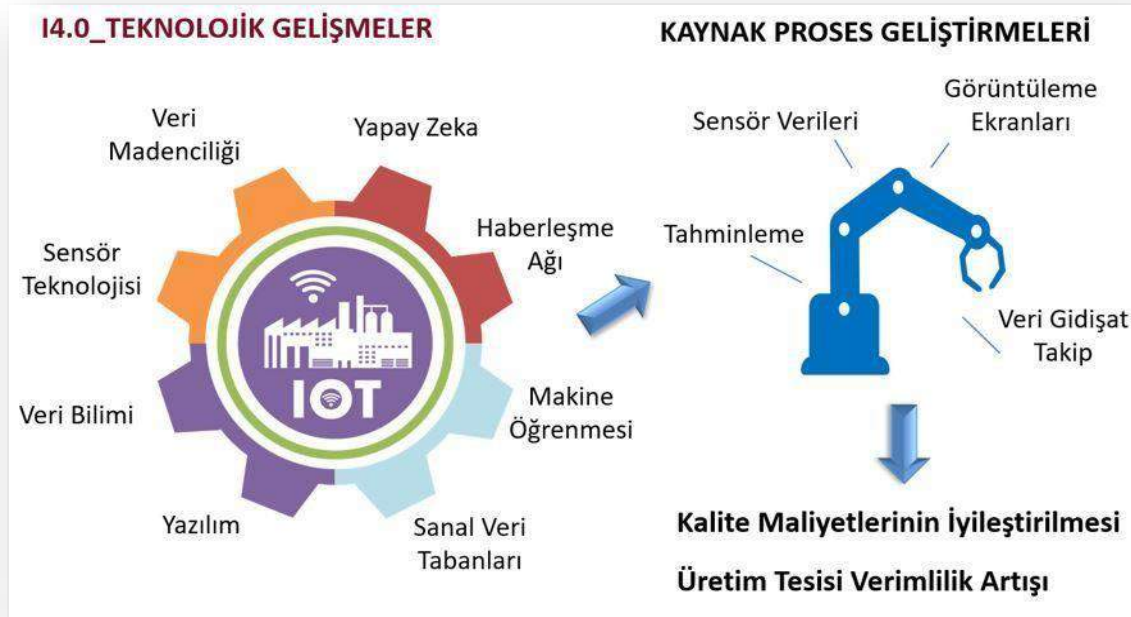 I4.0_TEKNOLOJİK GELİŞMELER
Veri
Madenciliği
Yapay Zeka
Sensör
Teknolojisi
Haberleşme
Ağı
IOT
Veri Bilimi
Makine
Öğrenmesi
Yazılım
Sanal Veri
Tabanları
KAYNAK PROSES GELİŞTİRMELERİ
Sensör Verileri
Görüntüleme
Ekranları
Tahminleme
Veri Gidişat
Takip
Kalite Maliyetlerinin İyileştirilmesi
Üretim Tesisi Verimlilik Artışı